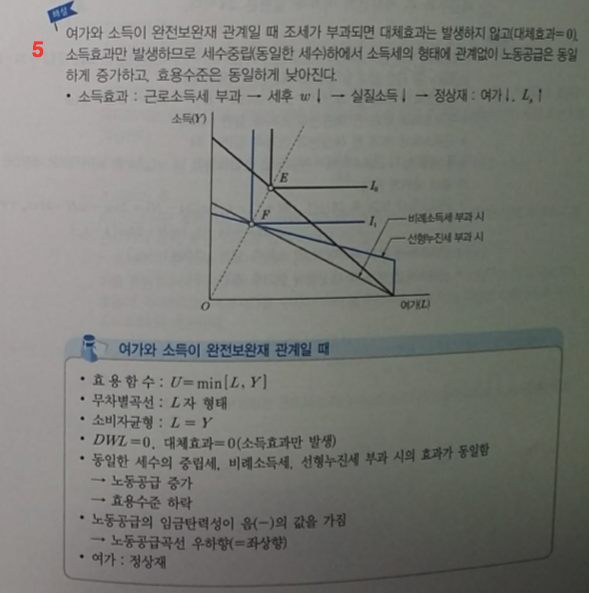 해설
5
여가와 소득이 완전보완재 관계일 때 조세가 부과되면 대체효과는 발생하지 않고(대체효과=0),
소득효과만 발생하므로 세수중립(동일한 세수)하에서 소득세의 형태에 관계없이 노동공급은 동일
하게 증가하고, 효용수준은 동일하게 낮아진다.
• 소득효과 : 근로소득세 부과 → 세후 w↓ → 실질소득↓ → 정상재 : 여가↓, Ls↑
소득(Y)
E
I₀
F
I₁
비례소득세 부과 시
선형누진세 부과 시
O
여가(L)
여가와 소득이 완전보완재 관계일 때
• 효용함수 : U=min[L, Y]
• 무차별곡선 : L자 형태
• 소비자균형 : L=Y
• DWL=0, 대체효과=0(소득효과만 발생)
• 동일한 세수의 중립세, 비례소득세, 선형누진세 부과 시의 효과가 동일함
→ 노동공급 증가
→ 효용수준 하락
• 노동공급의 임금탄력성이 음(−)의 값을 가짐
→ 노동공급곡선 우하향(=좌상향)
• 여가 : 정상재